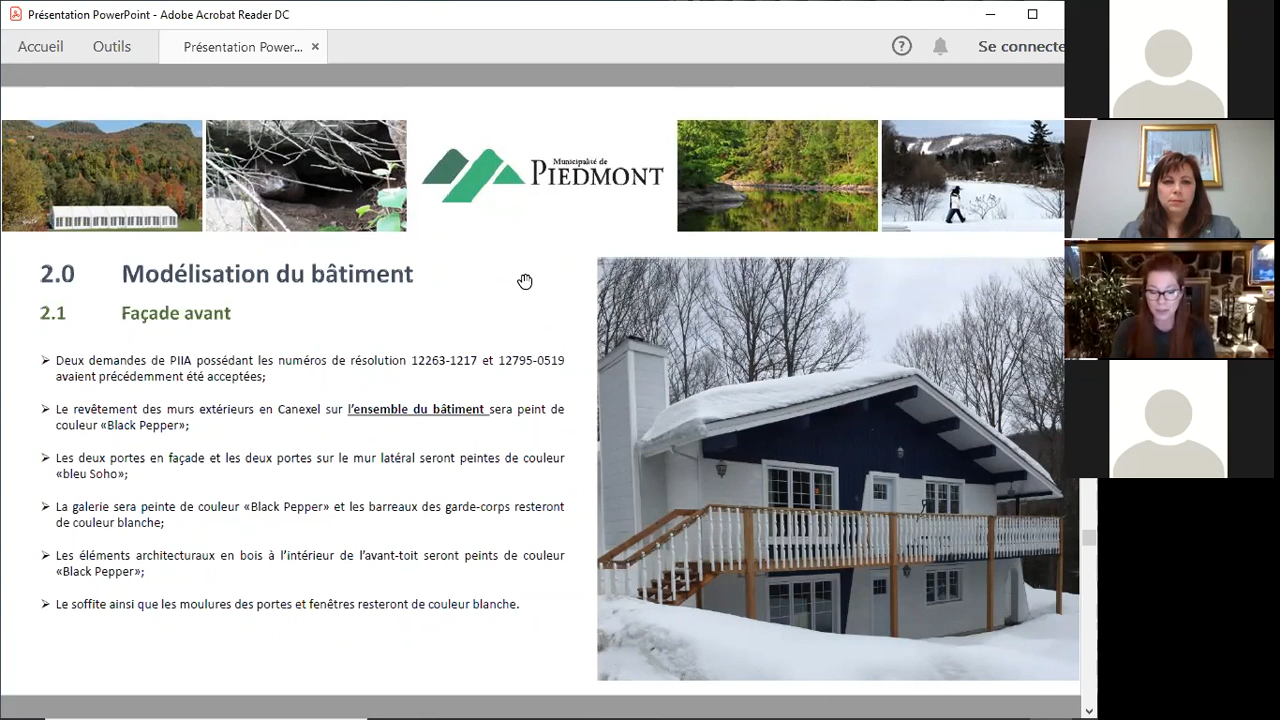 Présentation PowerPoint - Adobe Acrobat Reader DC
Accueil
Outils
Présentation Power...
Se connecte
Municipalité de
PIEDMONT
2.0 Modélisation du bâtiment
2.1 Façade avant
➢ Deux demandes de PIIA possédant les numéros de résolution 12263-1217 et 12795-0519
avaient précédemment été acceptées;
➢ Le revêtement des murs extérieurs en Canexel sur l’ensemble du bâtiment sera peint de
couleur «Black Pepper»;
➢ Les deux portes en façade et les deux portes sur le mur latéral seront peintes de couleur
«bleu Soho»;
➢ La galerie sera peinte de couleur «Black Pepper» et les barreaux des garde-corps resteront
de couleur blanche;
➢ Les éléments architecturaux en bois à l’intérieur de l’avant-toit seront peints de couleur
«Black Pepper»;
➢ Le soffite ainsi que les moulures des portes et fenêtres resteront de couleur blanche.